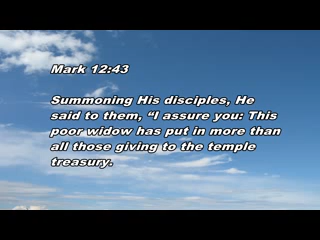 Mark 12:43
Summoning His disciples, He
said to them, “I assure you: This
poor widow has put in more than
all those giving to the temple
treasury.